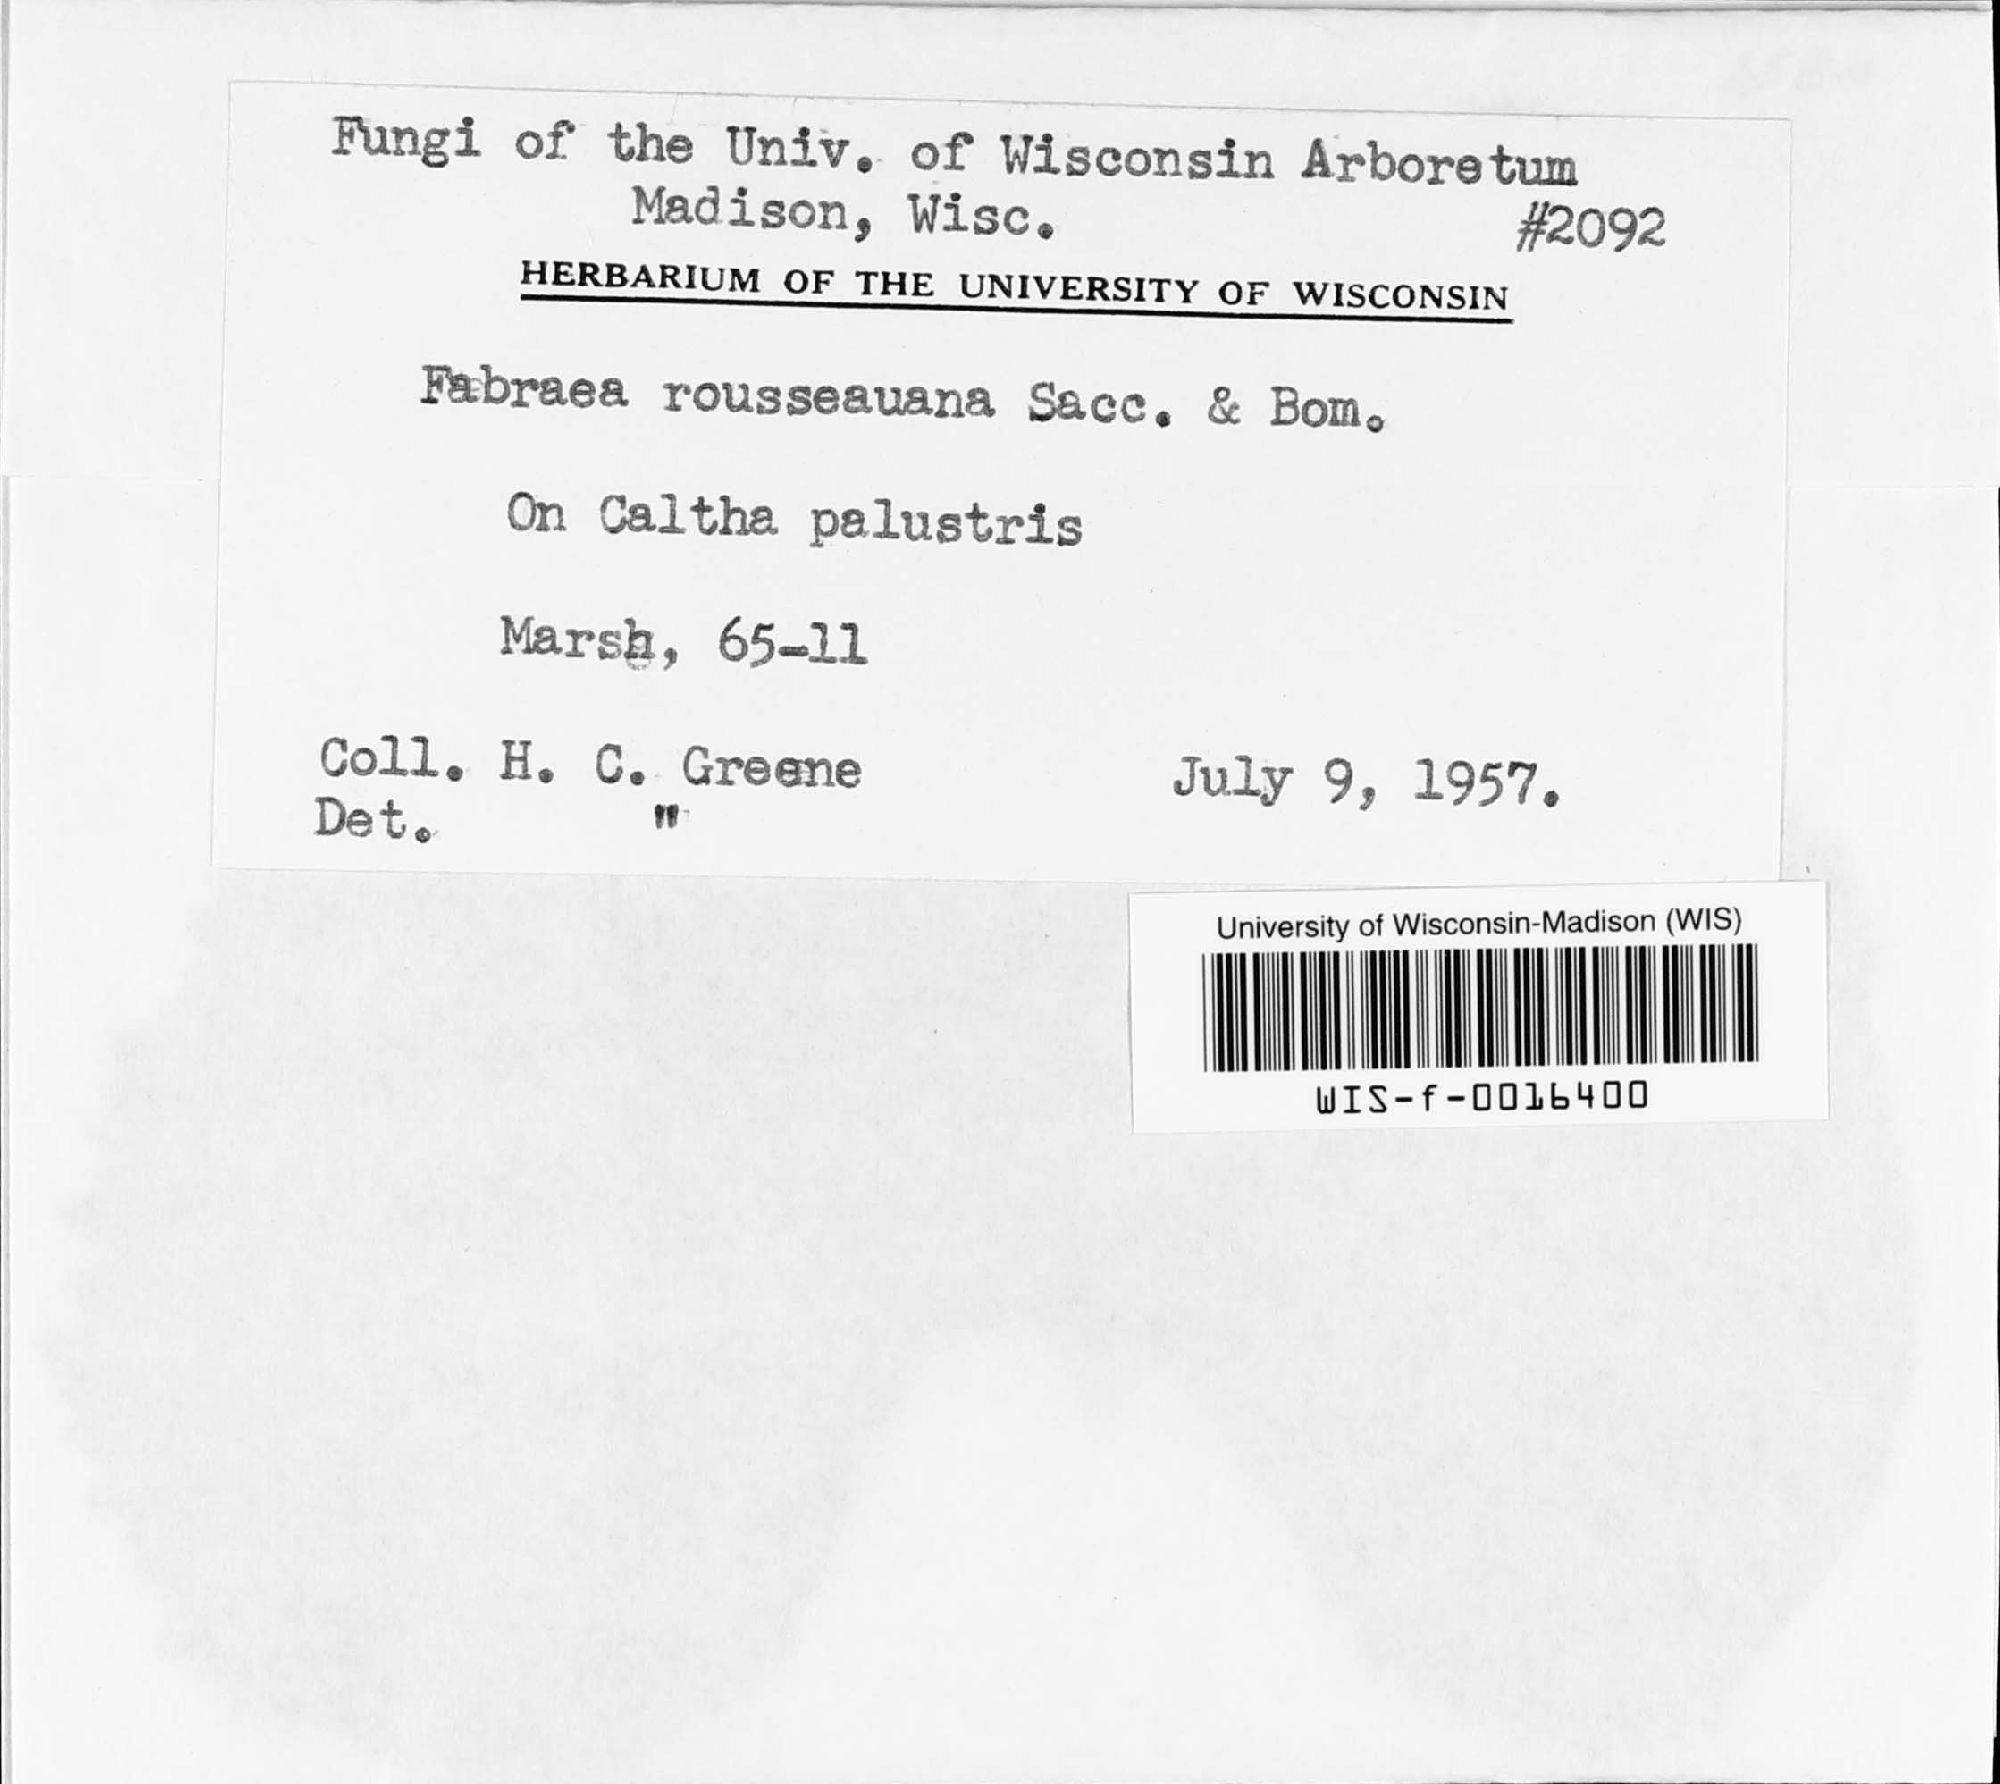 Fungi of the Univ. of Wisconsin Arboretum
Madison, Wisc.
#2092
HERBARIUM OF THE UNIVERSITY OF WISCONSIN
Fabraea rousseauana Sacc. & Bom.
On Caltha palustris
Marsh, 65-11
Coll. H. C. Greene July 9, 1957.
Det. "
University of Wisconsin-Madison (WIS)
WIS-f-0016400